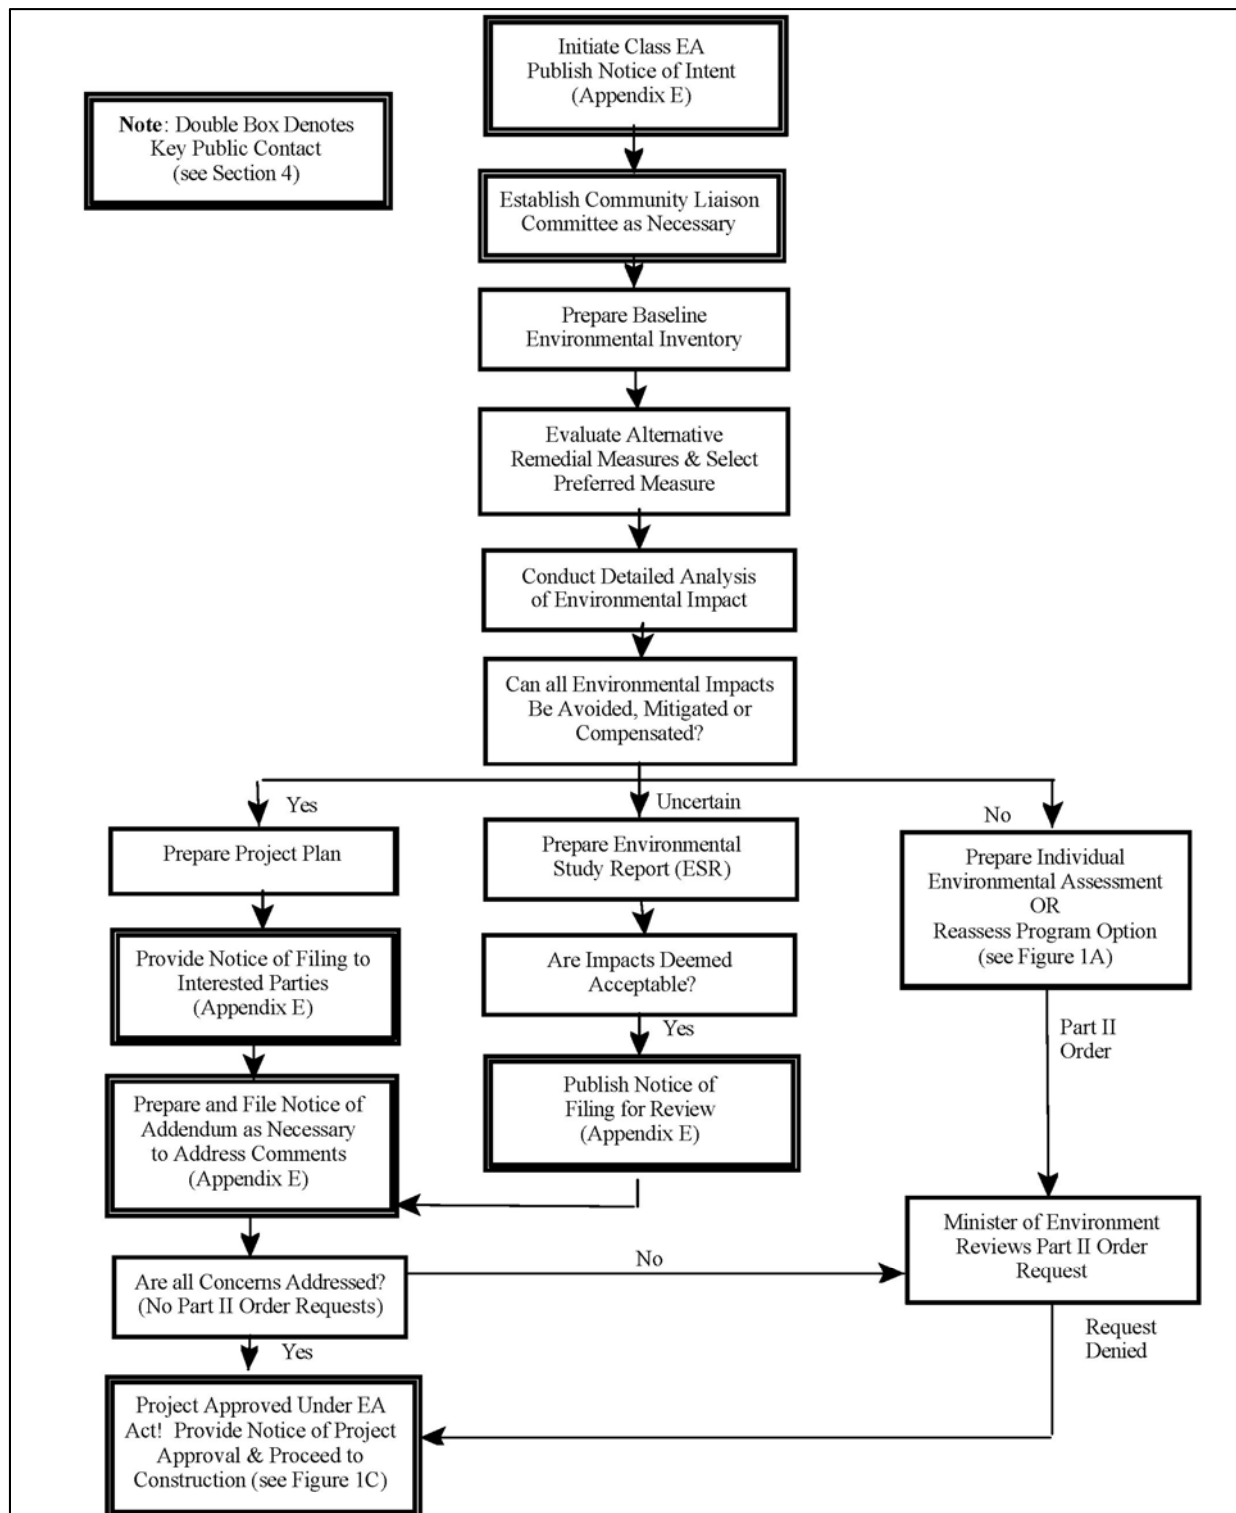 Initiate Class EA
Publish Notice of Intent
(Appendix E)
Note: Double Box Denotes
Key Public Contact
(see Section 4)
Establish Community Liaison
Committee as Necessary
Prepare Baseline
Environmental Inventory
Evaluate Alternative
Remedial Measures & Select
Preferred Measure
Conduct Detailed Analysis
of Environmental Impact
Can all Environmental Impacts
Be Avoided, Mitigated or
Compensated?
Yes
Uncertain
No
Prepare Project Plan
Prepare Environmental
Study Report (ESR)
Prepare Individual
Environmental Assessment
OR
Reassess Program Option
(see Figure 1A)
Provide Notice of Filing to
Interested Parties
(Appendix E)
Are Impacts Deemed
Acceptable?
Yes
Part II
Order
Prepare and File Notice of
Addendum as Necessary
to Address Comments
(Appendix E)
Publish Notice of
Filing for Review
(Appendix E)
Minister of Environment
Reviews Part II Order
Request
Are all Concerns Addressed?
(No Part II Order Requests)
No
Yes
Request
Denied
Project Approved Under EA
Act! Provide Notice of Project
Approval & Proceed to
Construction (see Figure 1C)